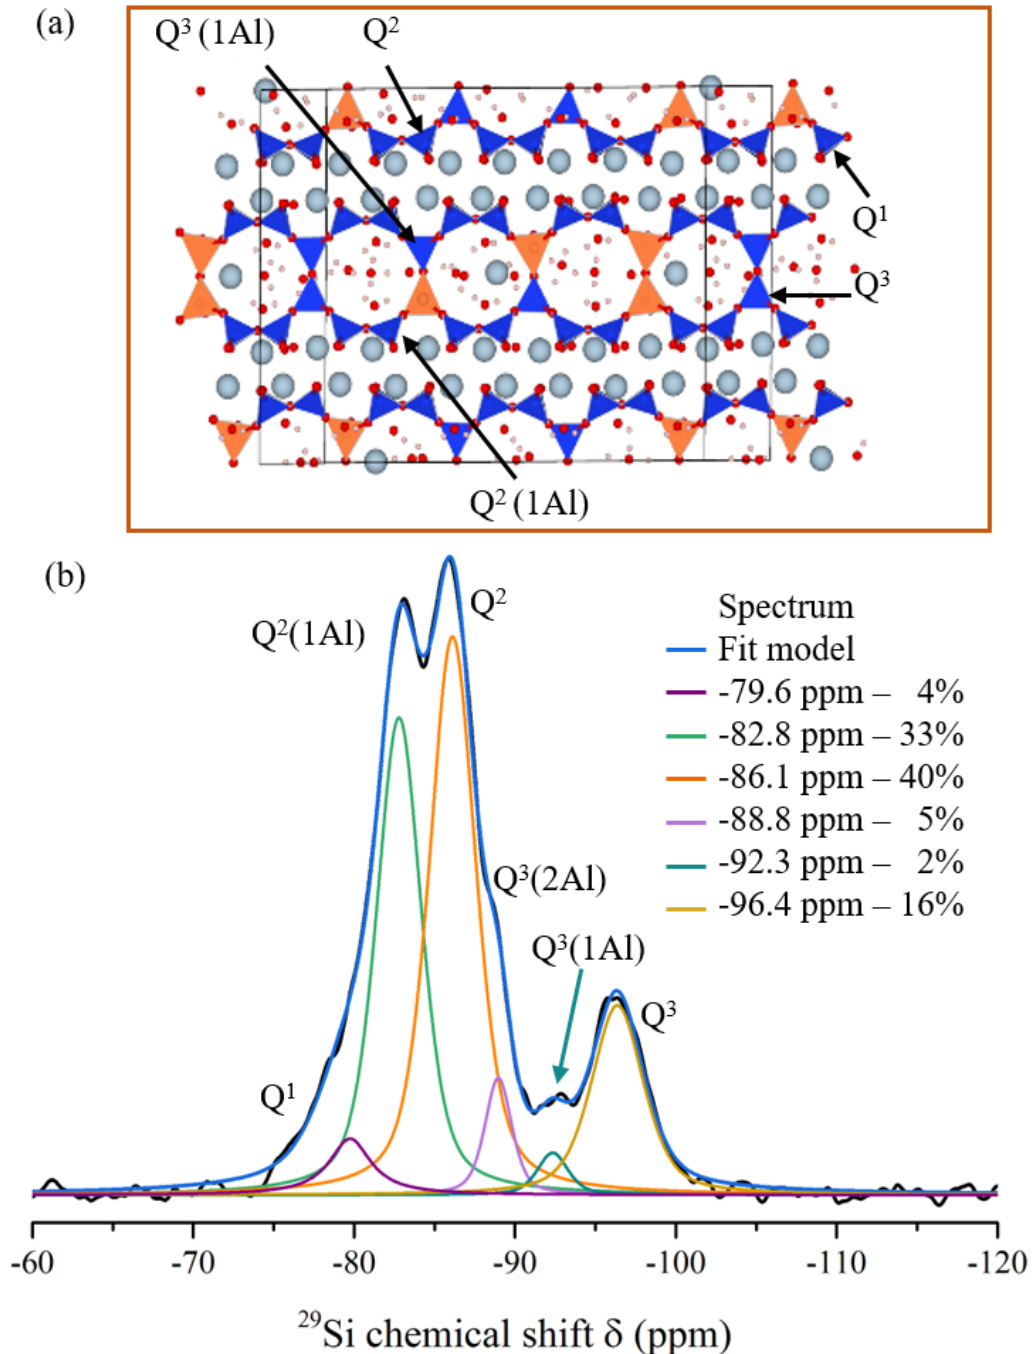 (a)
Q³ (1Al)
Q²
Q¹
Q³
Q² (1Al)
(b)
Q²(1Al)
Q²
Spectrum
Fit model
-79.6 ppm – 4%
-82.8 ppm – 33%
-86.1 ppm – 40%
-88.8 ppm – 5%
-92.3 ppm – 2%
-96.4 ppm – 16%
Q³(2Al)
Q³(1Al)
Q³
Q¹
-60 -70 -80 -90 -100 -110 -120
²⁹Si chemical shift δ (ppm)